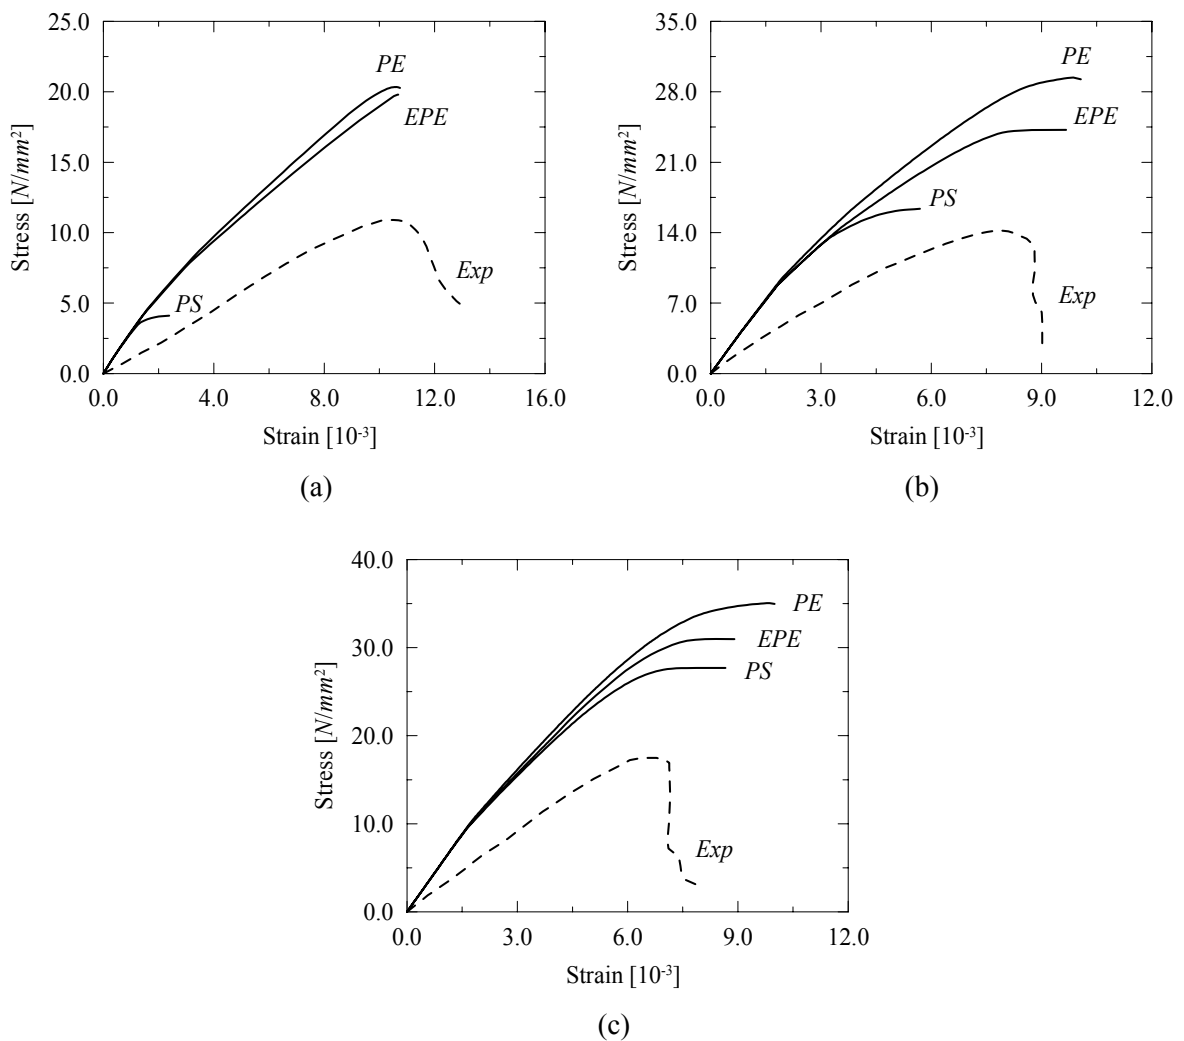 25.0
20.0
15.0
10.0
5.0
0.0
Stress [N/mm²]
PE
EPE
PS
Exp
0.0 4.0 8.0 12.0 16.0
Strain [10⁻³]
(a)
35.0
28.0
21.0
14.0
7.0
0.0
Stress [N/mm²]
PE
EPE
PS
Exp
0.0 3.0 6.0 9.0 12.0
Strain [10⁻³]
(b)
40.0
30.0
20.0
10.0
0.0
Stress [N/mm²]
PE
EPE
PS
Exp
0.0 3.0 6.0 9.0 12.0
Strain [10⁻³]
(c)